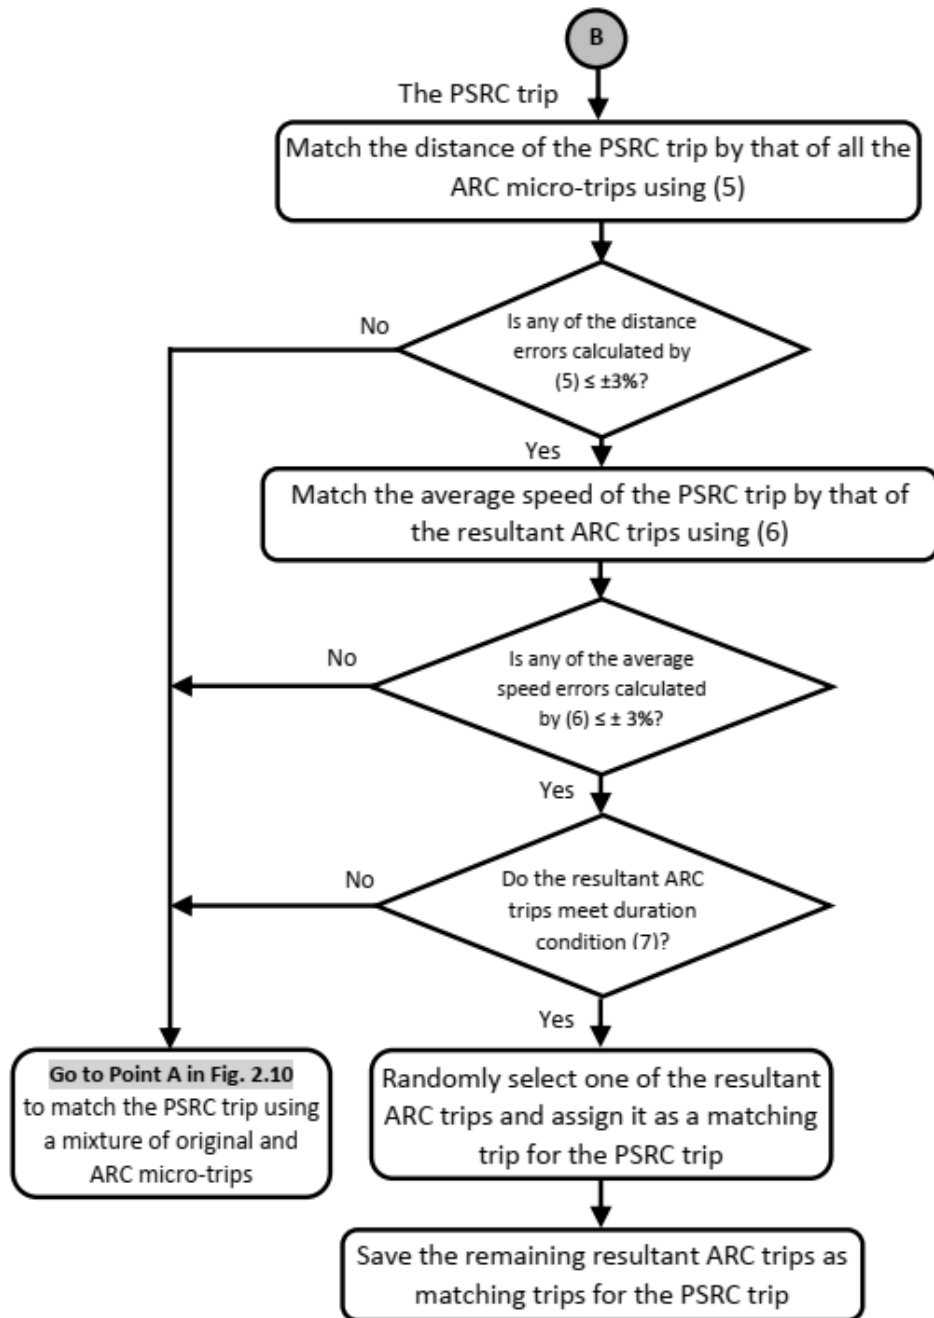 B
The PSRC trip
Match the distance of the PSRC trip by that of all the
ARC micro-trips using (5)
Is any of the distance
errors calculated by
(5) ≤ ±3%?
No
Yes
Match the average speed of the PSRC trip by that of
the resultant ARC trips using (6)
Is any of the average
speed errors calculated
by (6) ≤ ± 3%?
No
Yes
Do the resultant ARC
trips meet duration
condition (7)?
No
Yes
Go to Point A in Fig. 2.10
to match the PSRC trip using
a mixture of original and
ARC micro-trips
Randomly select one of the resultant
ARC trips and assign it as a matching
trip for the PSRC trip
Save the remaining resultant ARC trips as
matching trips for the PSRC trip